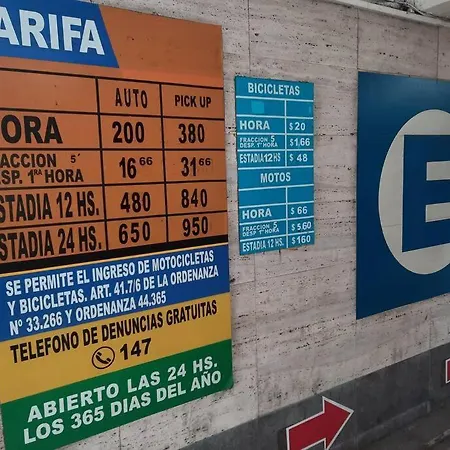 ARIFA
AUTO PICK UP
HORA 200 380
FRACCION 5´ DESP. 1RA HORA 16 66 31 66
ESTADIA 12 HS. 480 840
ESTADIA 24 HS. 650 950
SE PERMITE EL INGRESO DE MOTOCICLETAS
Y BICICLETAS. ART. 41.7/6 DE LA ORDENANZA
Nº 33.266 Y ORDENANZA 44.365
TELEFONO DE DENUNCIAS GRATUITAS
147
ABIERTO LAS 24 HS.
LOS 365 DIAS DEL AÑO
BICICLETAS
HORA $ 20
FRACCION 5´ DESP. 1ª HORA $ 1,66
ESTADIA 12 HS. $ 48
MOTOS
HORA $ 66
FRACCION 5´ DESP. 1ª HORA $ 5.60
ESTADIA 12 HS. $ 160
E